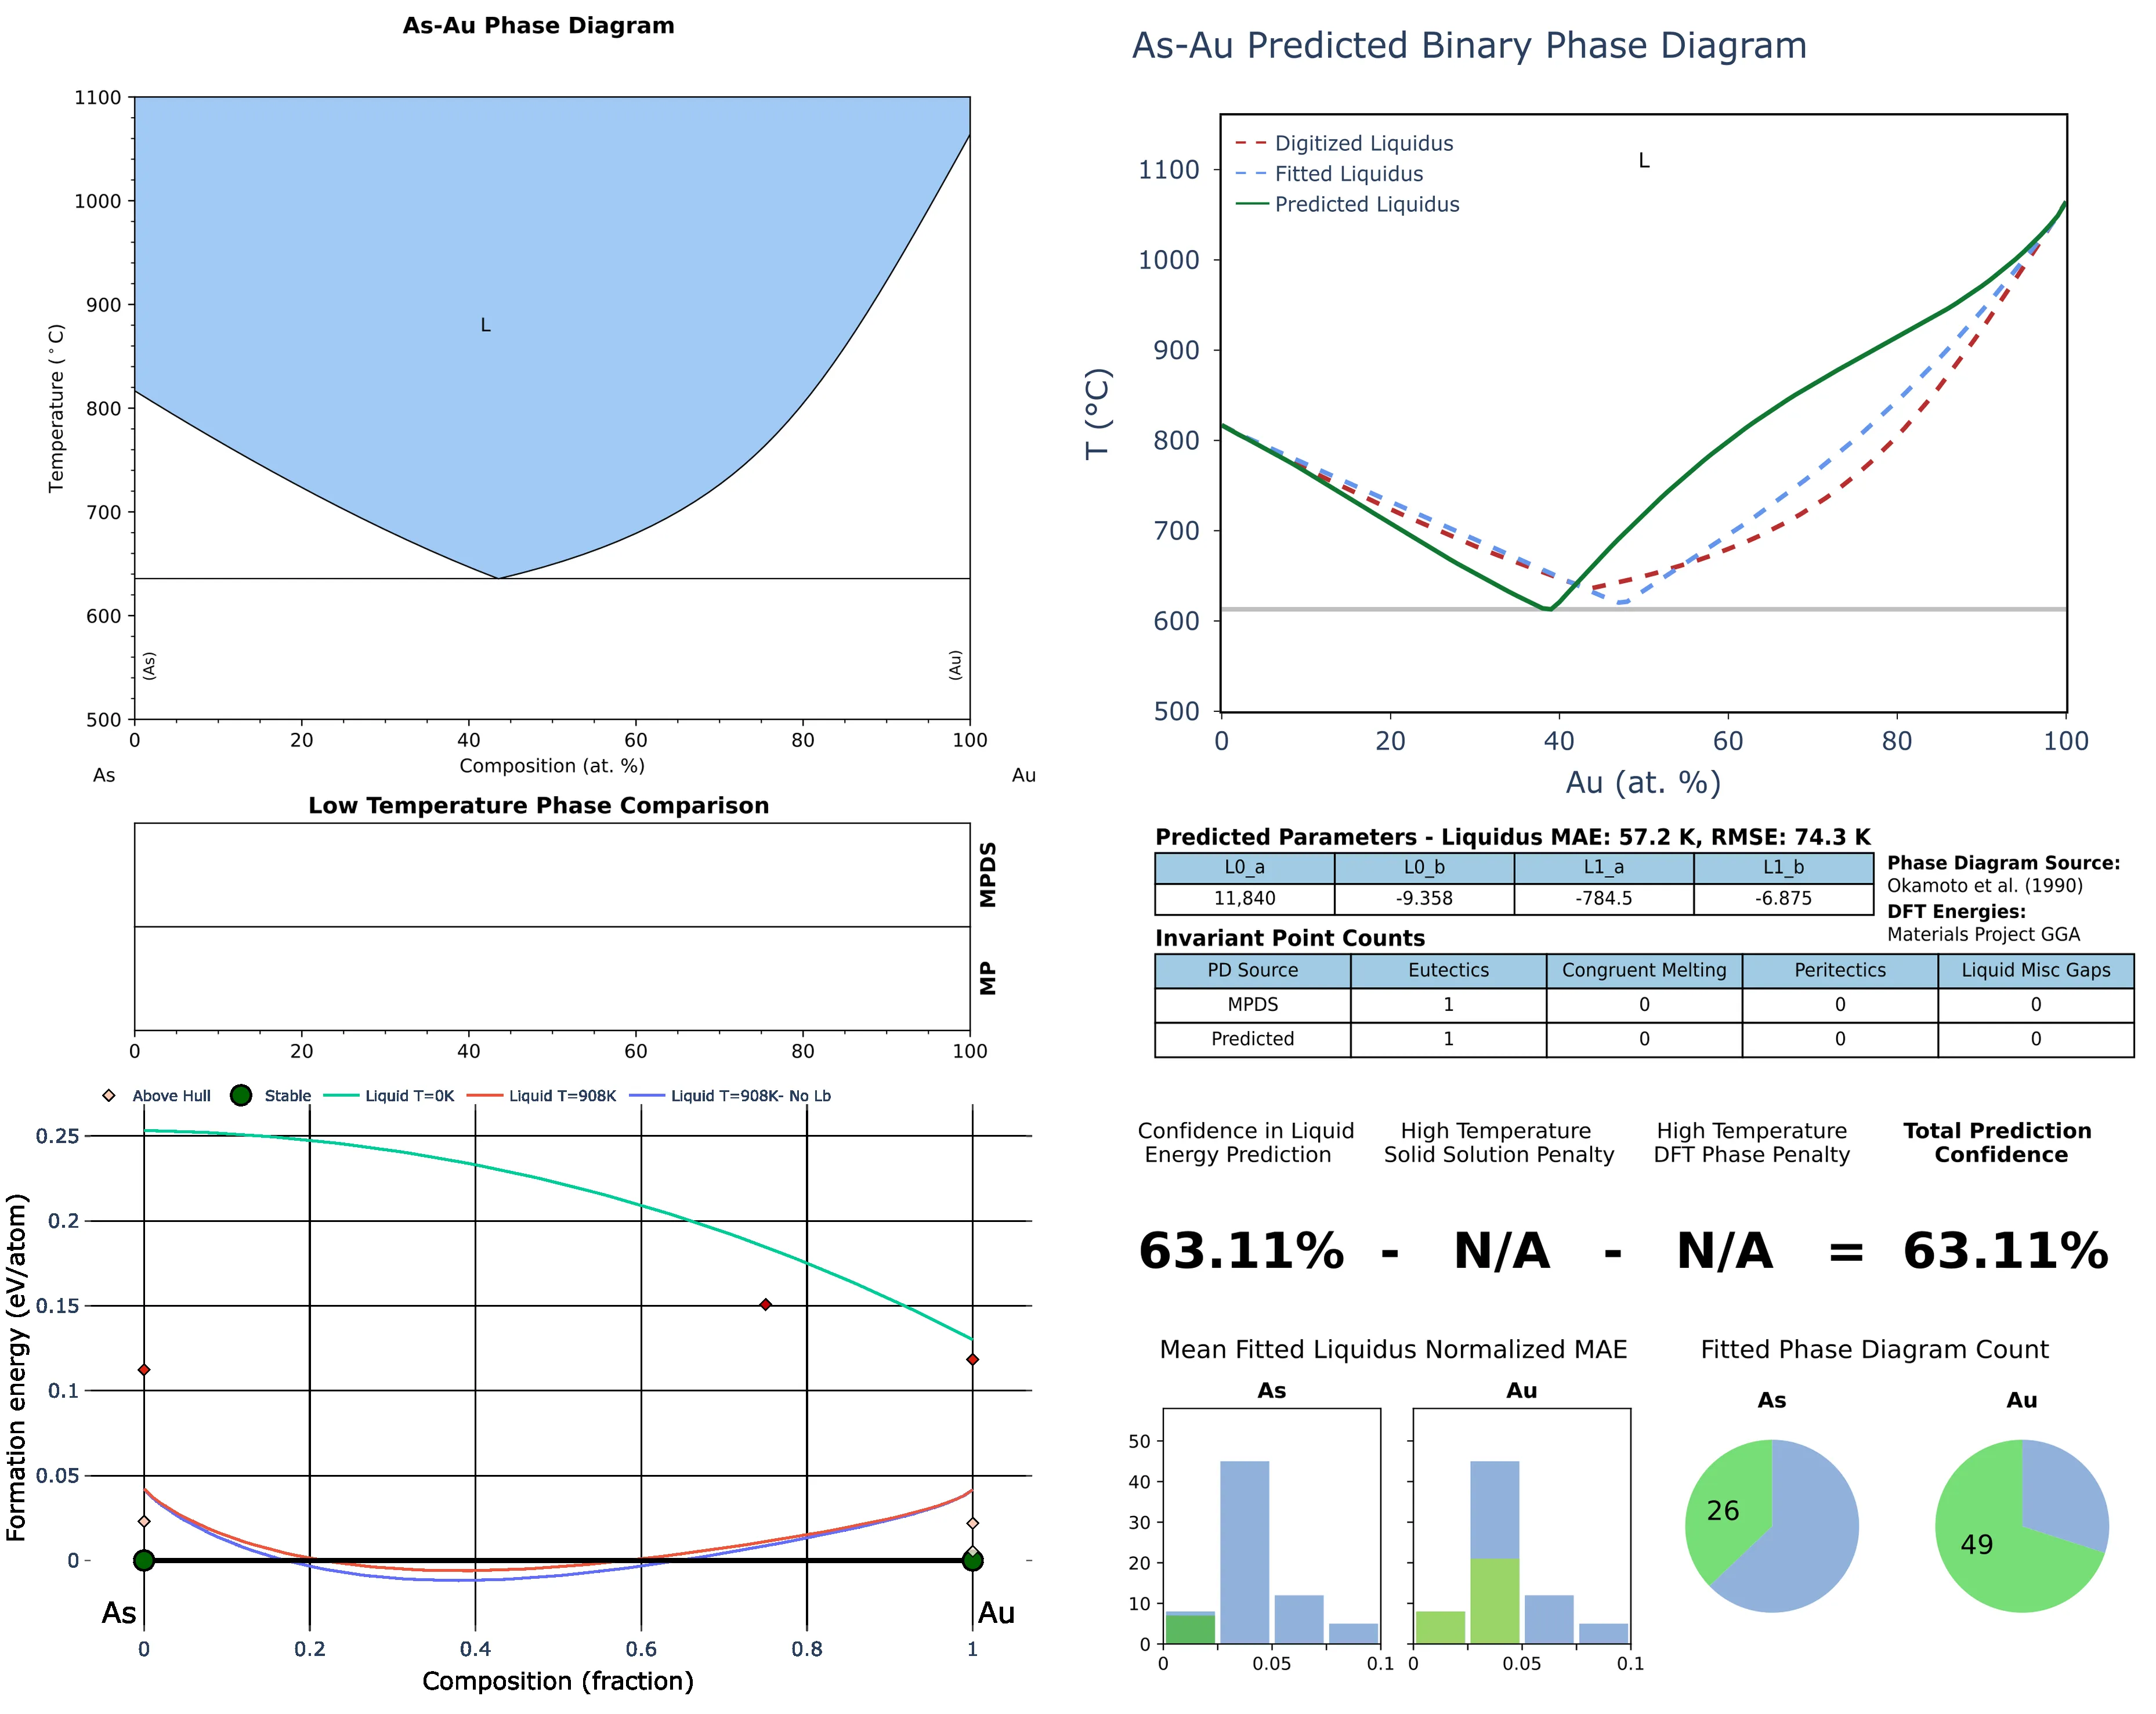 As-Au Phase Diagram
1100
1000
900
800
700
600
500
Temperature (°C)
L
(As)
(Au)
0 20 40 60 80 100
Composition (at. %)
As Au
Low Temperature Phase Comparison
MPDS
MP
0 20 40 60 80 100
As-Au Predicted Binary Phase Diagram
Digitized Liquidus
Fitted Liquidus
Predicted Liquidus
L
1100
1000
900
800
700
600
500
T (°C)
0 20 40 60 80 100
Au (at. %)
Predicted Parameters - Liquidus MAE: 57.2 K, RMSE: 74.3 K
L0_a L0_b L1_a L1_b
11,840 -9.358 -784.5 -6.875
Phase Diagram Source:
Okamoto et al. (1990)
DFT Energies:
Materials Project GGA
Invariant Point Counts
PD Source Eutectics Congruent Melting Peritectics Liquid Misc Gaps
MPDS 1 0 0 0
Predicted 1 0 0 0
Above Hull Stable Liquid T=0K Liquid T=908K Liquid T=908K- No Lb
0.25
0.2
0.15
0.1
0.05
0
Formation energy (eV/atom)
As Au
0 0.2 0.4 0.6 0.8 1
Composition (fraction)
Confidence in Liquid
Energy Prediction
High Temperature
Solid Solution Penalty
High Temperature
DFT Phase Penalty
Total Prediction
Confidence
63.11% - N/A - N/A = 63.11%
Mean Fitted Liquidus Normalized MAE
As Au
50
40
30
20
10
0
0 0.05 0.1 0 0.05 0.1
Fitted Phase Diagram Count
As Au
26 49